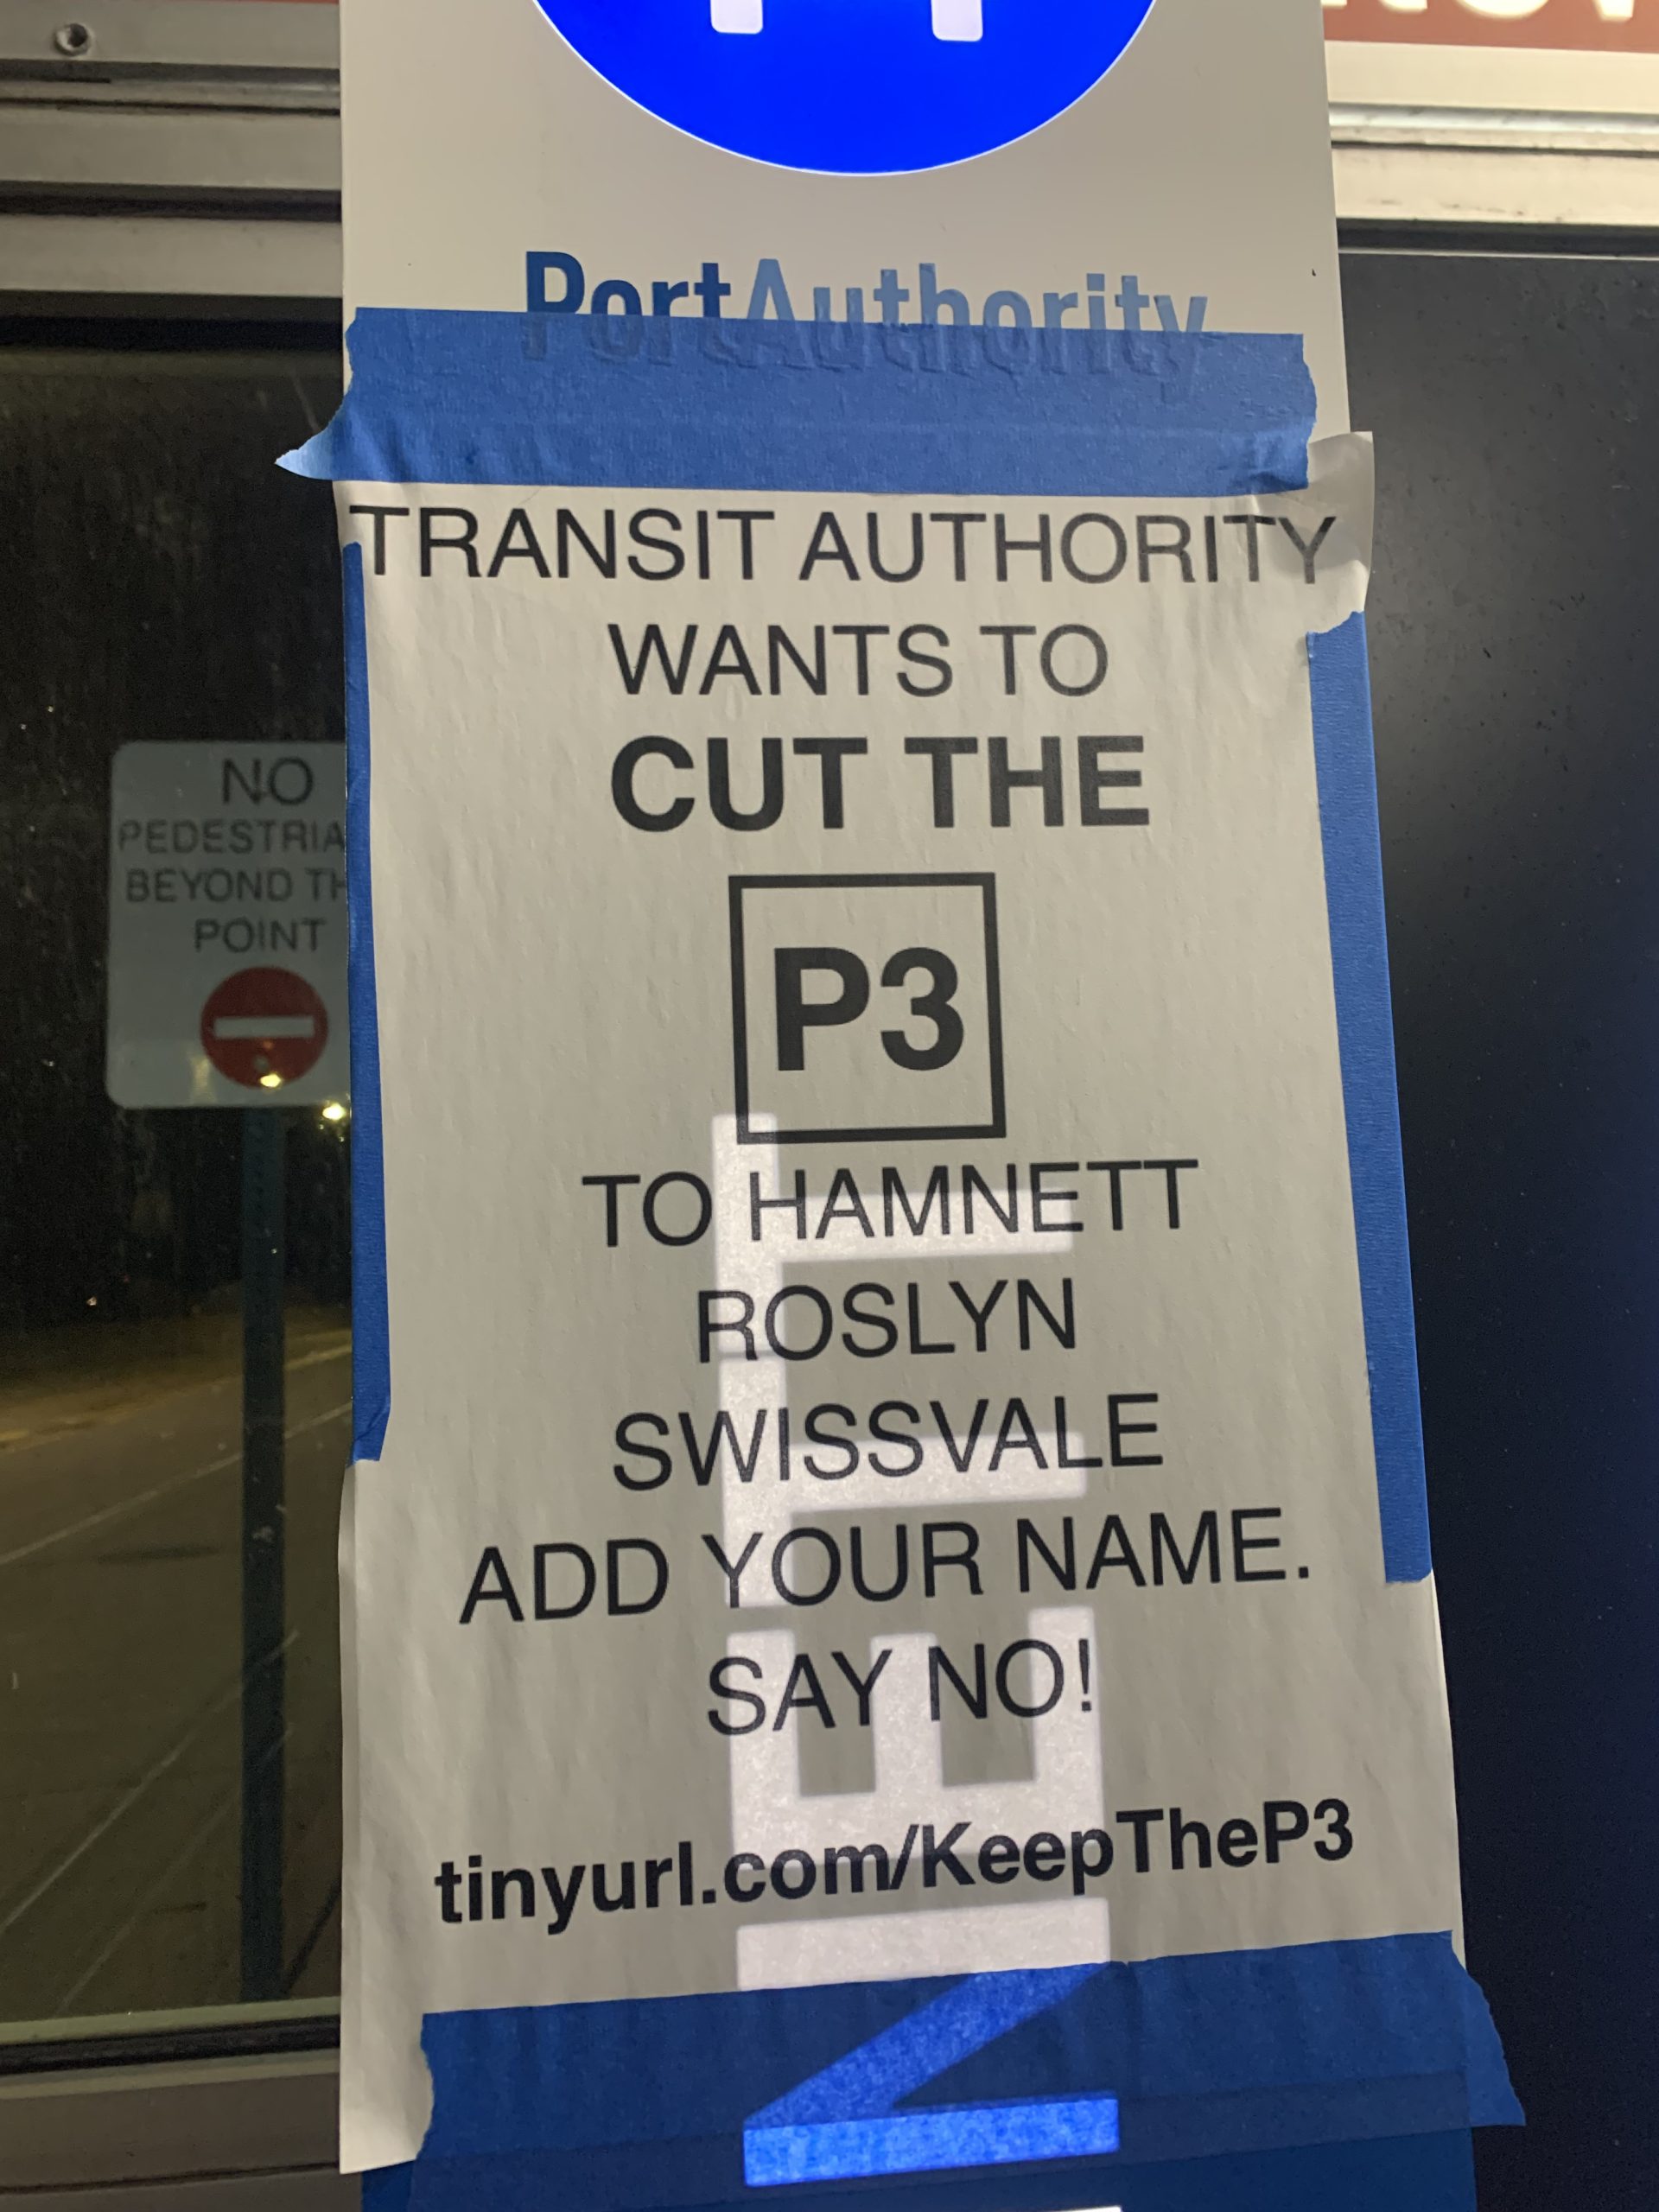 PortAuthority
TRANSIT AUTHORITY
WANTS TO
CUT THE
P3
TO HAMNETT
ROSLYN
SWISSVALE
ADD YOUR NAME.
SAY NO!
tinyurl.com/KeepTheP3
NO
PEDESTRIA
BEYOND TH
POINT